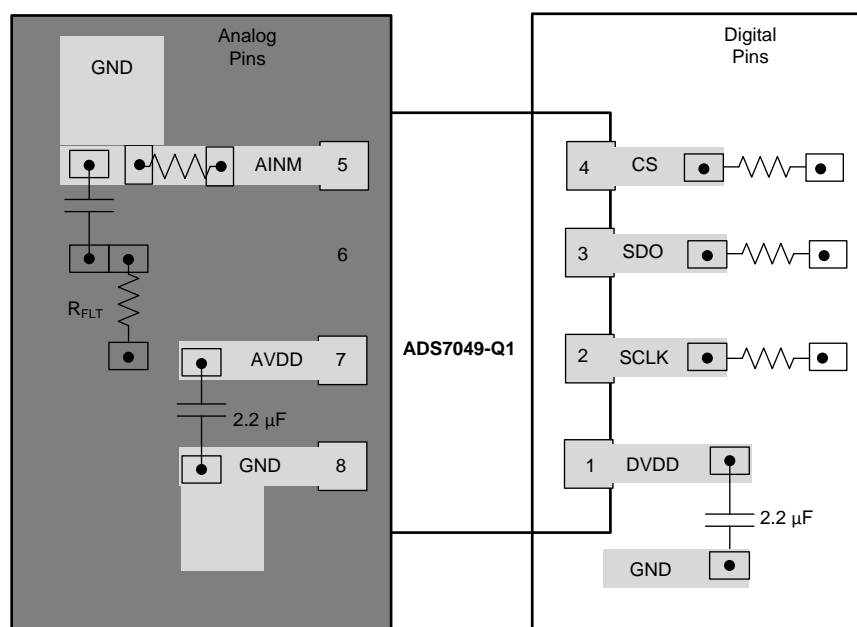 Analog
Pins
Digital
Pins
GND
AINM
5
4
CS
6
3
SDO
RFLT
AVDD
7
ADS7049-Q1
2
SCLK
2.2 µF
GND
8
1
DVDD
2.2 µF
GND